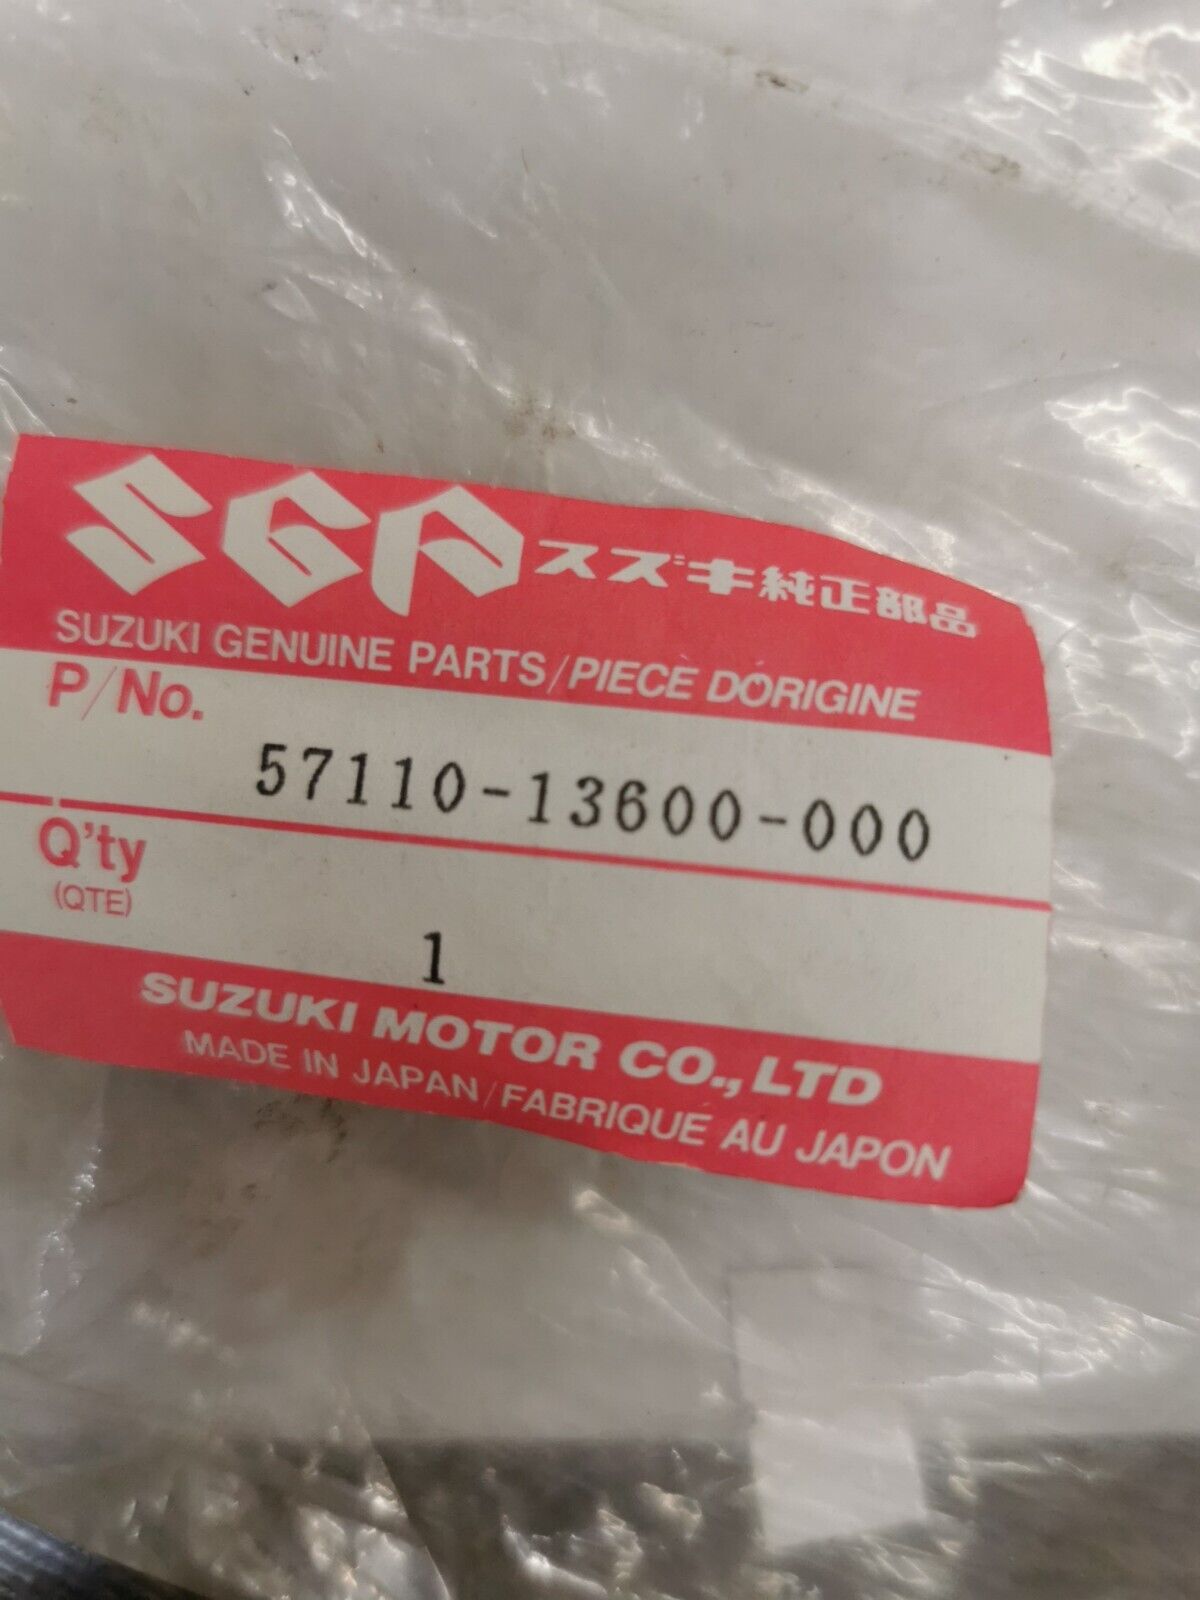 SGP スズキ純正部品
SUZUKI GENUINE PARTS/PIECE DORIGINE
P/No.
57110-13600-000
Q'ty
(QTE)
1
SUZUKI MOTOR CO., LTD
MADE IN JAPAN/FABRIQUE AU JAPON